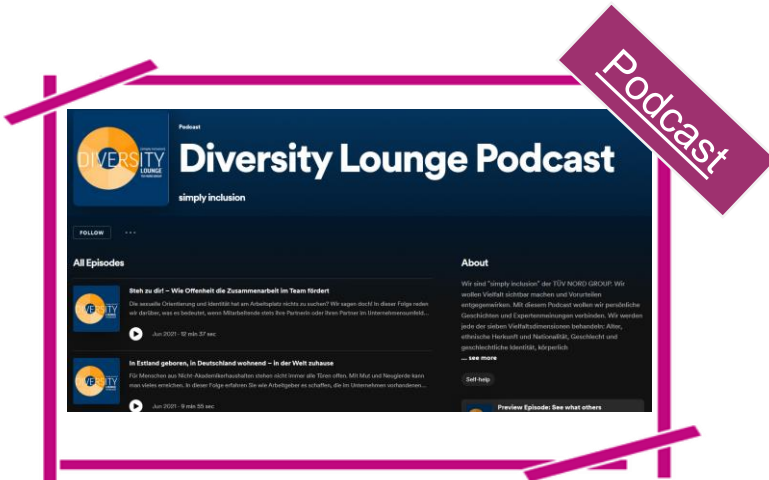 Podcast
Podcast
DIVERSITY
LOUNGE
Diversity Lounge Podcast
simply inclusion
FOLLOW
All Episodes
Steh zu dir! – Wie Offenheit die Zusammenarbeit im Team fördert
Die sexuelle Orientierung und Identität hat am Arbeitsplatz nichts zu suchen? Wir sagen doch! In dieser Folge reden
wir darüber, was es bedeutet, wenn Mitarbeitende stets ihre Partnerin oder ihren Partner im Unternehmensumfeld...
Jun 2021 · 12 min 37 sec
In Estland geboren, in Deutschland wohnend – in der Welt zuhause
Für Menschen aus Nicht-Akademikerhaushalten stehen nicht immer alle Türen offen. Mit Mut und Neugierde kann
man vieles erreichen. In dieser Folge erfahren Sie wie Arbeitgeber es schaffen, die im Unternehmen vorhandenen...
Jun 2021 · 9 min 35 sec
About
Wir sind "simply inclusion" der TÜV NORD GROUP. Wir
wollen Vielfalt sichtbar machen und Vorurteilen
entgegenwirken. Mit diesem Podcast wollen wir persönliche
Geschichten und Expertenmeinungen verbinden. Wir werden
jede der sieben Vielfaltsdimensionen behandeln: Alter,
ethnische Herkunft und Nationalität, Geschlecht und
geschlechtliche Identität, körperlich
... see more
Self-help
Preview Episode: See what others